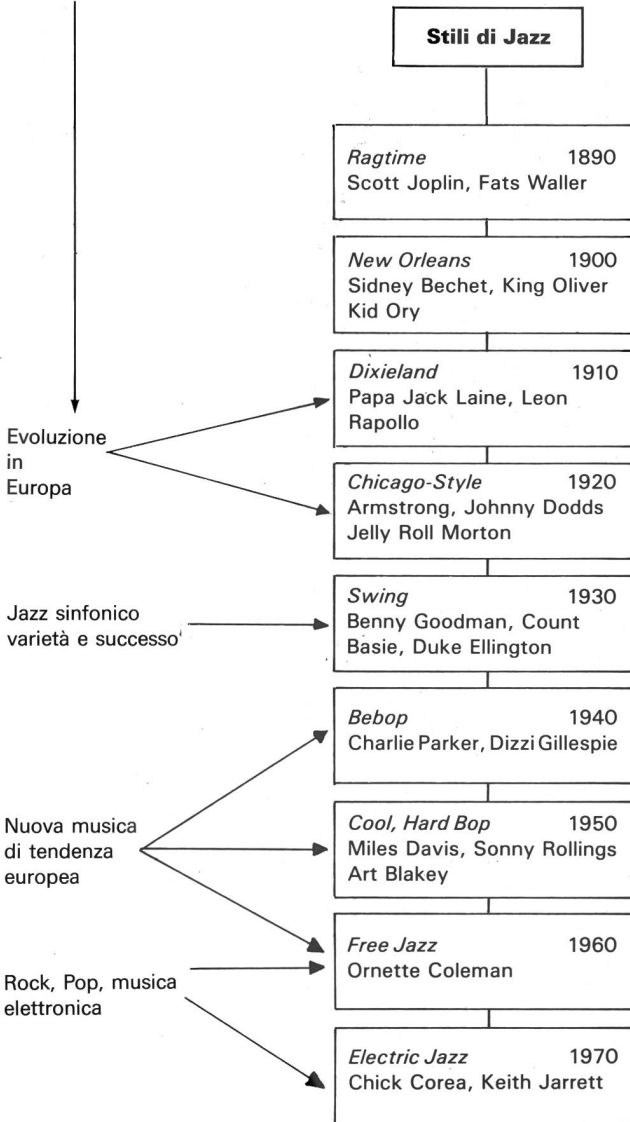 Stili di Jazz
Ragtime 1890
Scott Joplin, Fats Waller
New Orleans 1900
Sidney Bechet, King Oliver
Kid Ory
Dixieland 1910
Papa Jack Laine, Leon
Rapollo
Evoluzione
in
Europa
Chicago-Style 1920
Armstrong, Johnny Dodds
Jelly Roll Morton
Jazz sinfonico
varietà e successo
Swing 1930
Benny Goodman, Count
Basie, Duke Ellington
Bebop 1940
Charlie Parker, Dizzi Gillespie
Nuova musica
di tendenza
europea
Cool, Hard Bop 1950
Miles Davis, Sonny Rollings
Art Blakey
Free Jazz 1960
Ornette Coleman
Rock, Pop, musica
elettronica
Electric Jazz 1970
Chick Corea, Keith Jarrett